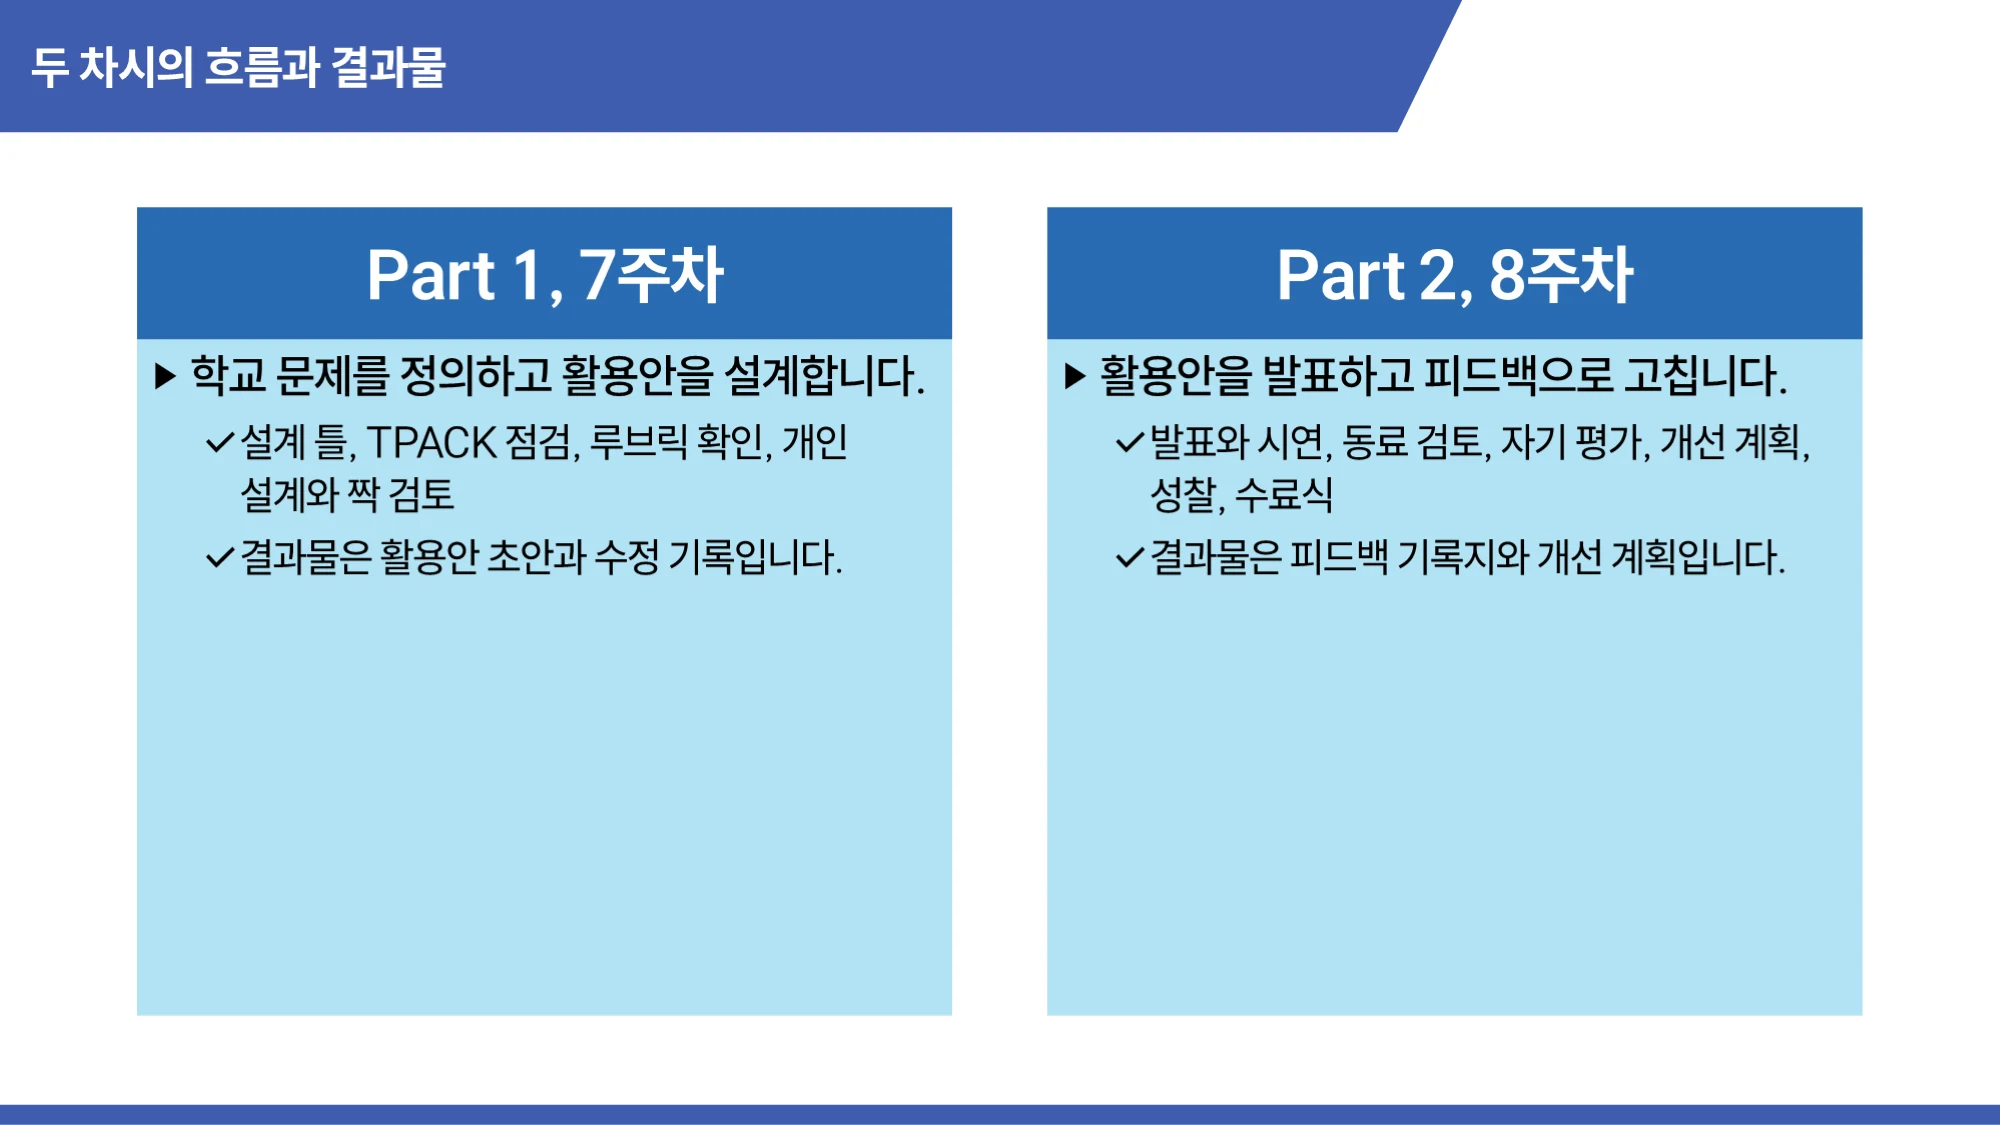 두 차시의 흐름과 결과물
Part 1, 7주차
▶ 학교 문제를 정의하고 활용안을 설계합니다.
✓ 설계 틀, TPACK 점검, 루브릭 확인, 개인
설계와 짝 검토
✓ 결과물은 활용안 초안과 수정 기록입니다.
Part 2, 8주차
▶ 활용안을 발표하고 피드백으로 고칩니다.
✓ 발표와 시연, 동료 검토, 자기 평가, 개선 계획,
성찰, 수료식
✓ 결과물은 피드백 기록지와 개선 계획입니다.